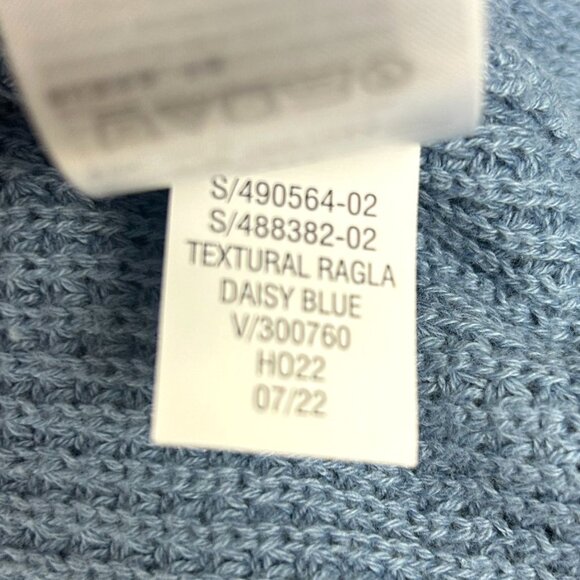 S/490564-02
S/488382-02
TEXTURAL RAGLA
DAISY BLUE
V/300760
HO22
07/22